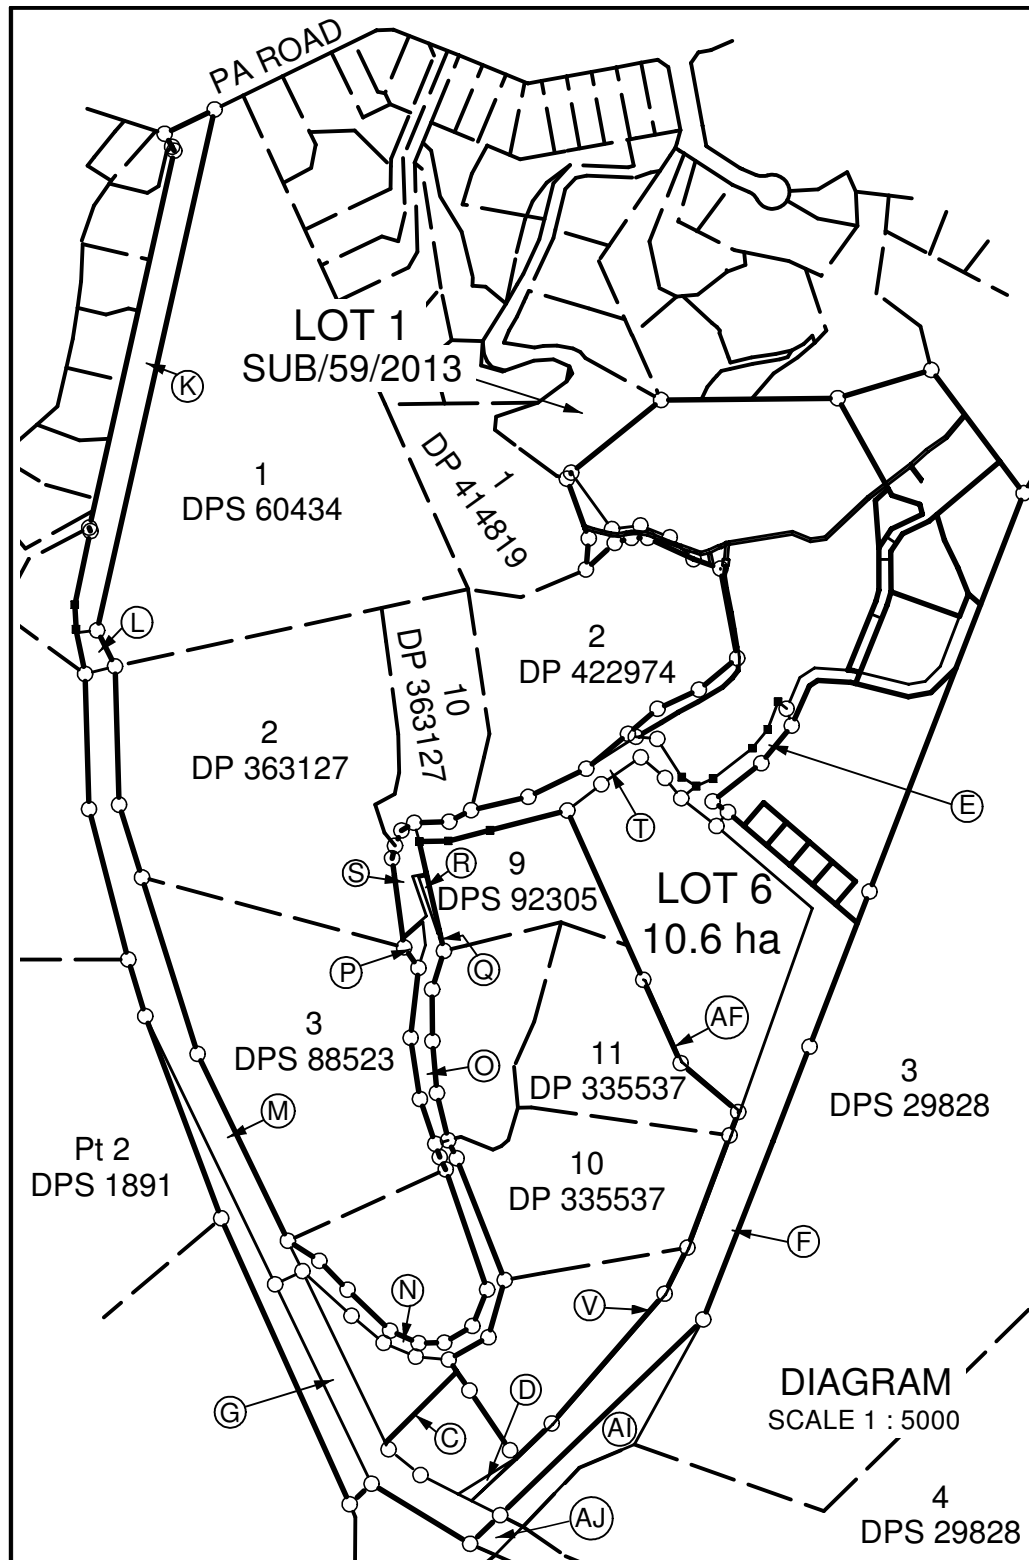 PA ROAD
LOT 1
SUB/59/2013
K
1
DPS 60434
1
DP 414819
L
10
DP 363127
2
DP 422974
2
DP 363127
E
T
S
R
9
DPS 92305
LOT 6
10.6 ha
P
Q
AF
3
DPS 88523
O
11
DP 335537
3
DPS 29828
M
Pt 2
DPS 1891
10
DP 335537
F
N
V
G
D
C
DIAGRAM
SCALE 1 : 5000
AI
AJ
4
DPS 29828